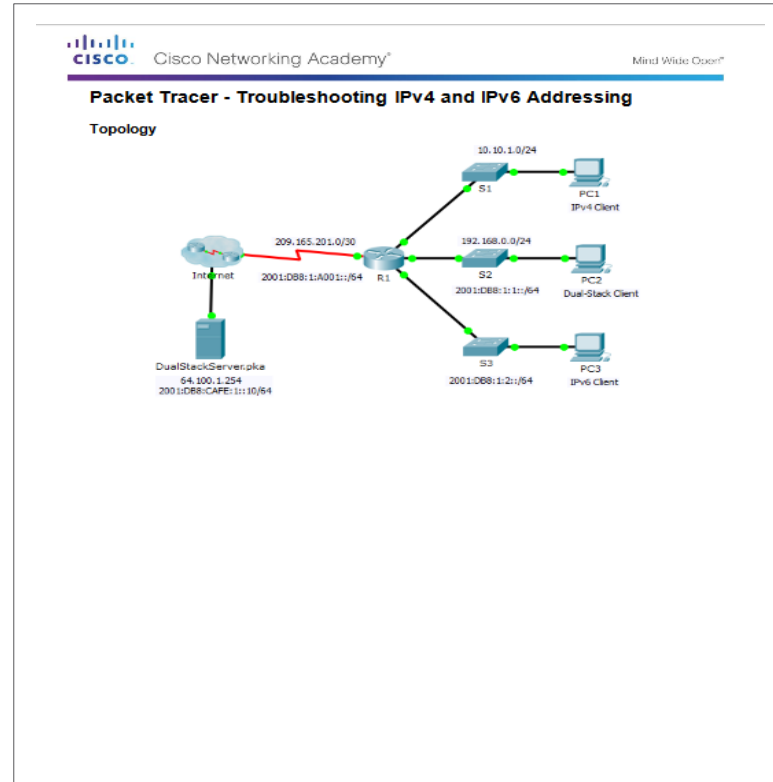 CISCO. Cisco Networking Academy® Mind Wide Open™
Packet Tracer - Troubleshooting IPv4 and IPv6 Addressing
Topology
10.10.1.0/24
S1
PC1
IPv4 Client
209.165.201.0/30
192.168.0.0/24
Internet
2001:DB8:1:A001::/64
R1
S2
2001:DB8:1:1::/64
PC2
Dual-Stack Client
DualStackServer.pka
64.100.1.254
2001:DB8:CAFE:1::10/64
S3
2001:DB8:1:2::/64
PC3
IPv6 Client